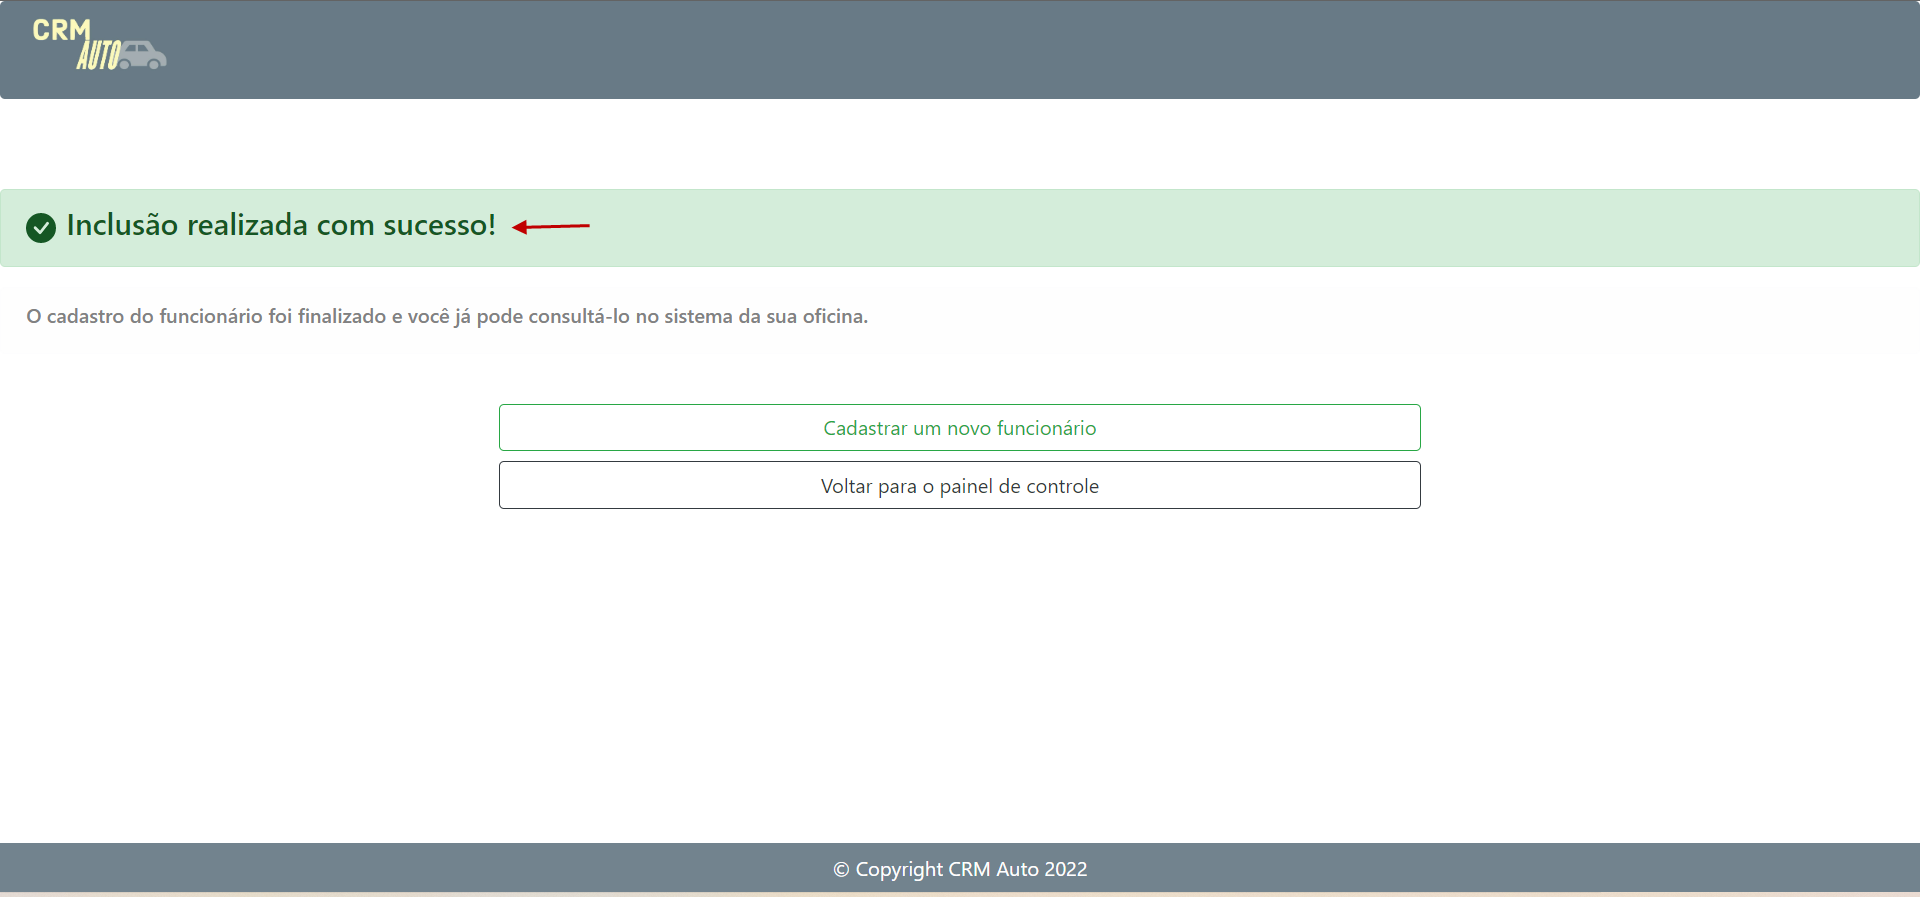 CRM
AUTO
Inclusão realizada com sucesso!
O cadastro do funcionário foi finalizado e você já pode consultá-lo no sistema da sua oficina.
Cadastrar um novo funcionário
Voltar para o painel de controle
© Copyright CRM Auto 2022